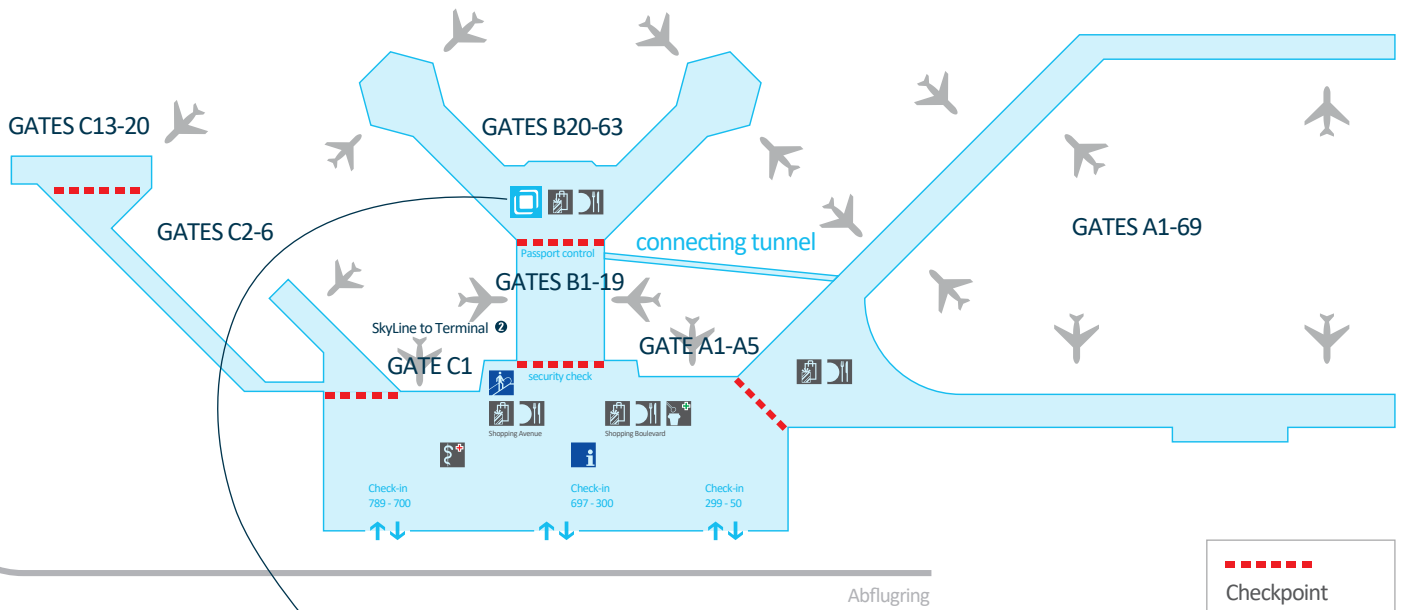 GATES C13-20
GATES B20-63
GATES C2-6
GATES A1-69
connecting tunnel
Passport control
GATES B1-19
SkyLine to Terminal 2
GATE C1
GATE A1-A5
security check
Shopping Avenue
Shopping Boulevard
i
Check-in
789 - 700
Check-in
697 - 300
Check-in
299 - 50
Abflugring
Checkpoint